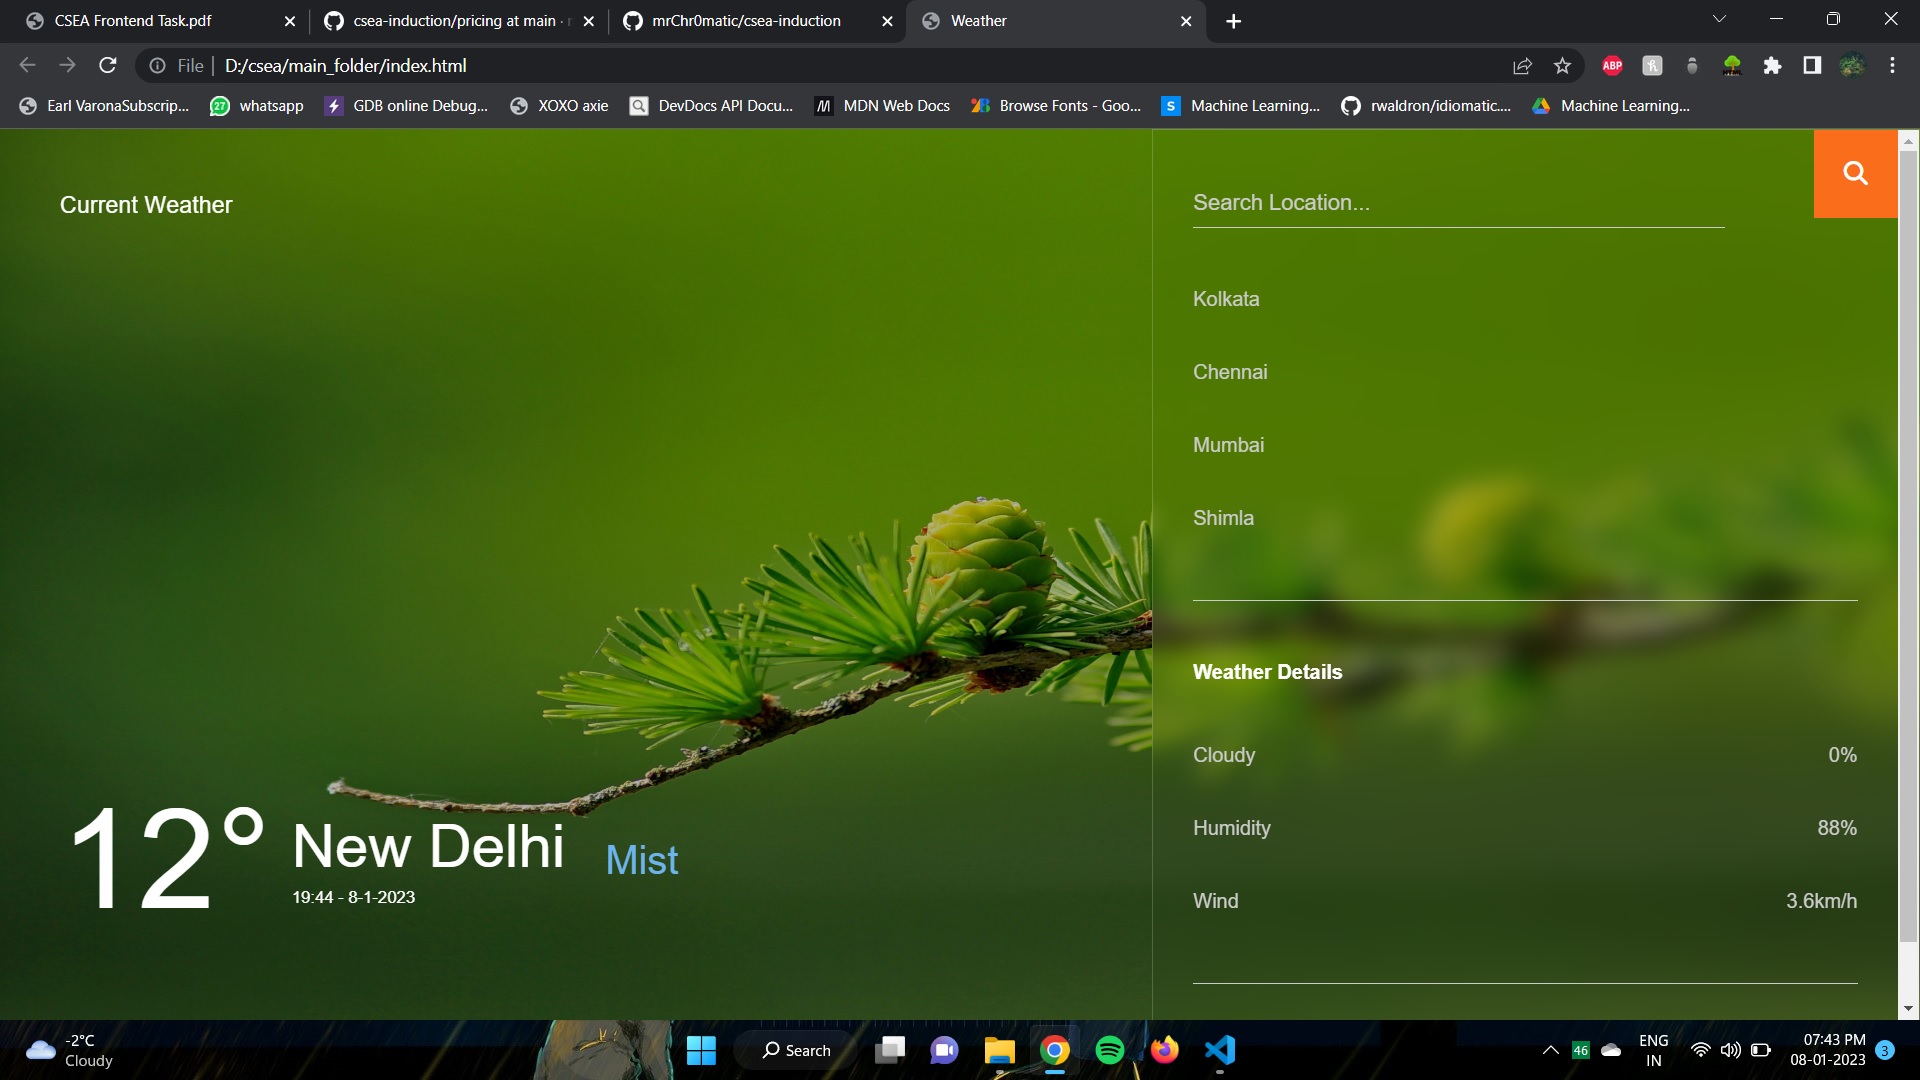 CSEA Frontend Task.pdf
csea-induction/pricing at main ·
mrChr0matic/csea-induction
Weather
File
D:/csea/main_folder/index.html
ABP
Earl VaronaSubscrip...
27
whatsapp
GDB online Debug...
XOXO axie
DevDocs API Docu...
MDN Web Docs
Browse Fonts - Goo...
S
Machine Learning...
rwaldron/idiomatic....
Machine Learning...
Current Weather
Search Location...
Kolkata
Chennai
Mumbai
Shimla
Weather Details
Cloudy 0%
Humidity 88%
Wind 3.6km/h
12°
New Delhi
19:44 - 8-1-2023
Mist
-2°C
Cloudy
Search
46
ENG
IN
07:43 PM
08-01-2023
3